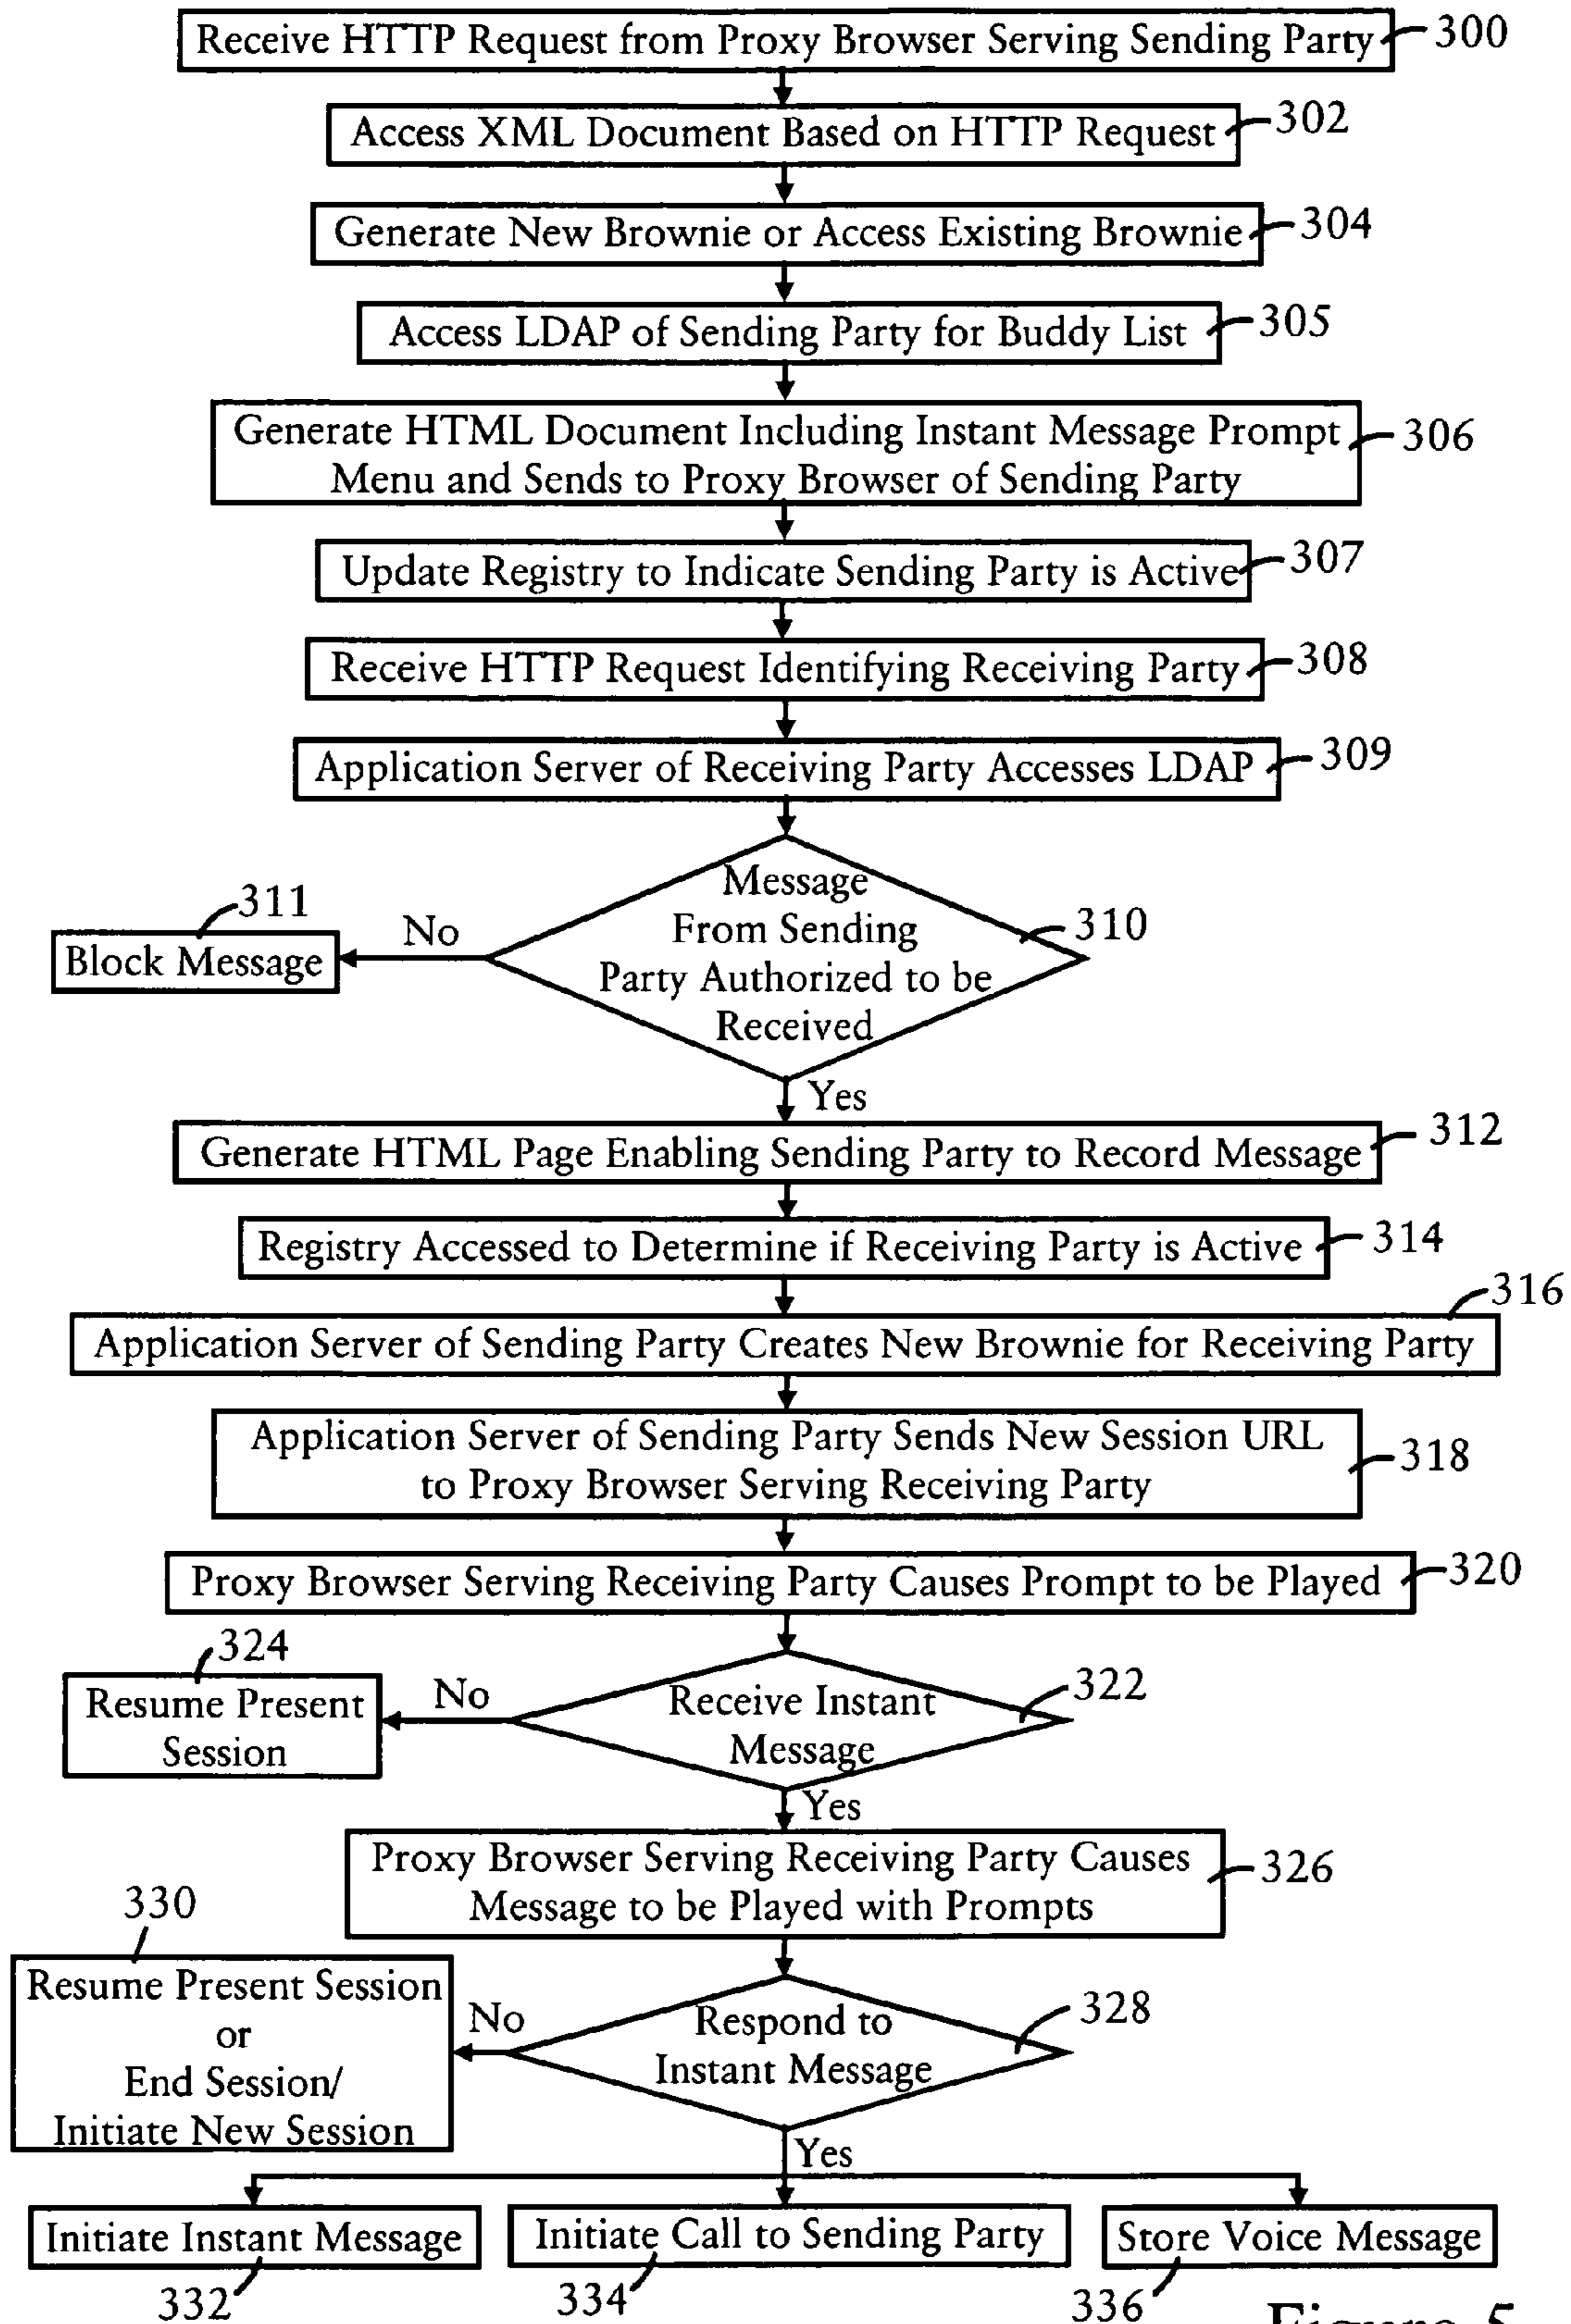 Receive HTTP Request from Proxy Browser Serving Sending Party
300
Access XML Document Based on HTTP Request
302
Generate New Brownie or Access Existing Brownie
304
Access LDAP of Sending Party for Buddy List
305
Generate HTML Document Including Instant Message Prompt
Menu and Sends to Proxy Browser of Sending Party
306
Update Registry to Indicate Sending Party is Active
307
Receive HTTP Request Identifying Receiving Party
308
Application Server of Receiving Party Accesses LDAP
309
Message
From Sending
Party Authorized to be
Received
310
No
311
Block Message
Yes
Generate HTML Page Enabling Sending Party to Record Message
312
Registry Accessed to Determine if Receiving Party is Active
314
316
Application Server of Sending Party Creates New Brownie for Receiving Party
Application Server of Sending Party Sends New Session URL
to Proxy Browser Serving Receiving Party
318
Proxy Browser Serving Receiving Party Causes Prompt to be Played
320
Receive Instant
Message
322
No
324
Resume Present
Session
Yes
Proxy Browser Serving Receiving Party Causes
Message to be Played with Prompts
326
Respond to
Instant Message
328
No
330
Resume Present Session
or
End Session/
Initiate New Session
Yes
Initiate Instant Message
332
Initiate Call to Sending Party
334
Store Voice Message
336
Figure 5